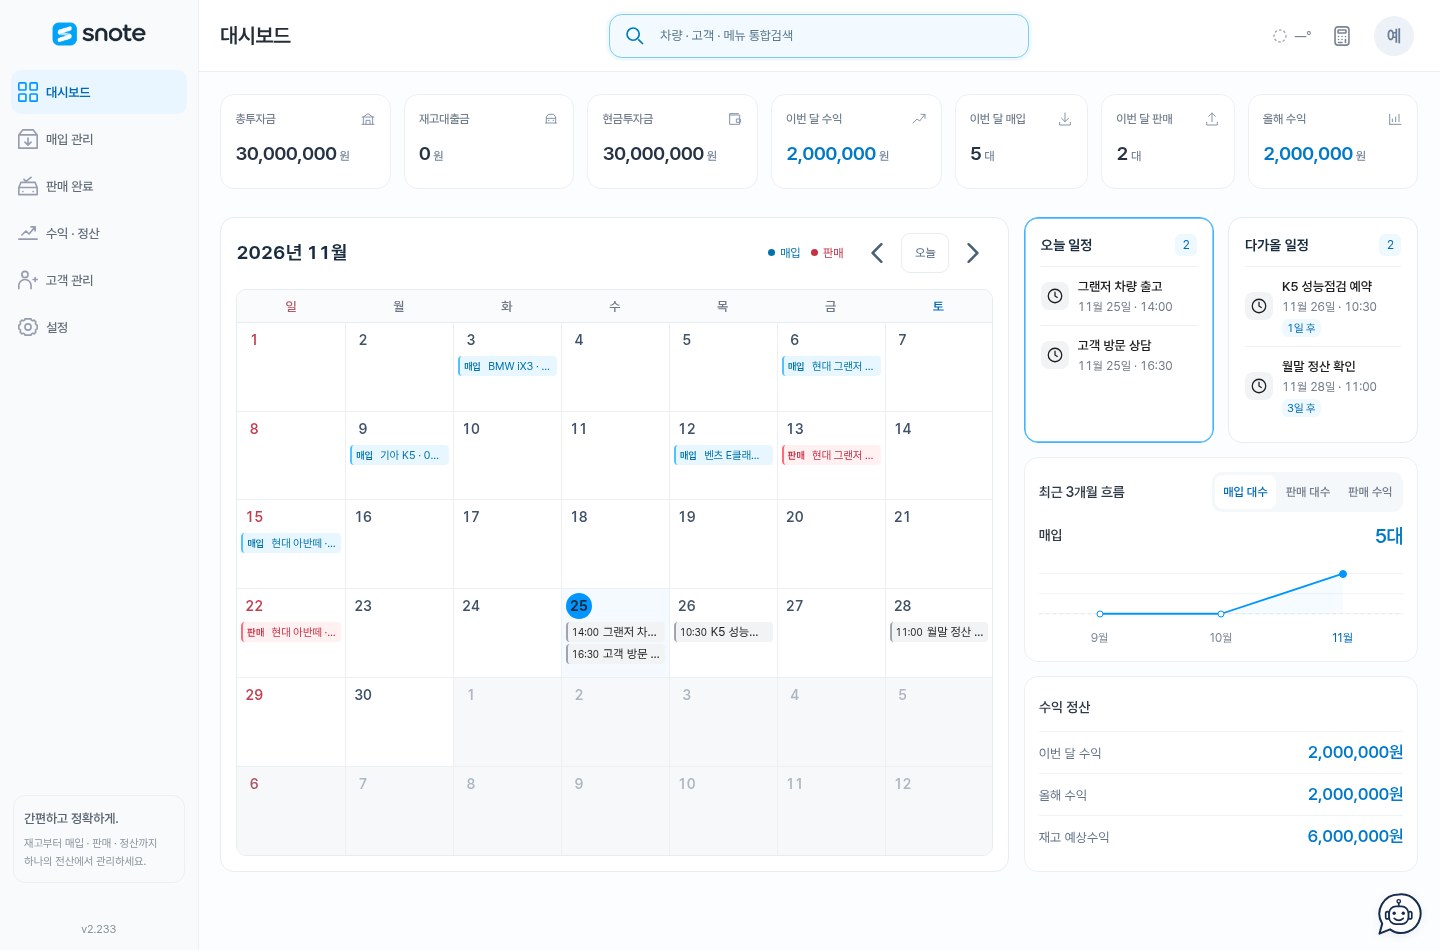 snote
대시보드
매입 관리
판매 완료
수익 · 정산
고객 관리
설정
간편하고 정확하게.
재고부터 매입 · 판매 · 정산까지
하나의 전산에서 관리하세요.
v2.233
대시보드
차량 · 고객 · 메뉴 통합검색
—°
예
총투자금
30,000,000 원
재고대출금
0 원
현금투자금
30,000,000 원
이번 달 수익
2,000,000 원
이번 달 매입
5 대
이번 달 판매
2 대
올해 수익
2,000,000 원
2026년 11월
매입 판매
오늘
일 월 화 수 목 금 토
1 2 3 4 5 6 7
매입 BMW iX3 · ...
매입 현대 그랜저 ...
8 9 10 11 12 13 14
매입 기아 K5 · 0...
매입 벤츠 E클래...
판매 현대 그랜저 ...
15 16 17 18 19 20 21
매입 현대 아반떼 ·...
22 23 24 25 26 27 28
판매 현대 아반떼 ·...
14:00 그랜저 차...
16:30 고객 방문 ...
10:30 K5 성능...
11:00 월말 정산 ...
29 30 1 2 3 4 5
6 7 8 9 10 11 12
오늘 일정 2
그랜저 차량 출고
11월 25일 · 14:00
고객 방문 상담
11월 25일 · 16:30
다가올 일정 2
K5 성능점검 예약
11월 26일 · 10:30
1일 후
월말 정산 확인
11월 28일 · 11:00
3일 후
최근 3개월 흐름
매입 대수 판매 대수 판매 수익
매입 5대
9월 10월 11월
수익 정산
이번 달 수익 2,000,000원
올해 수익 2,000,000원
재고 예상수익 6,000,000원